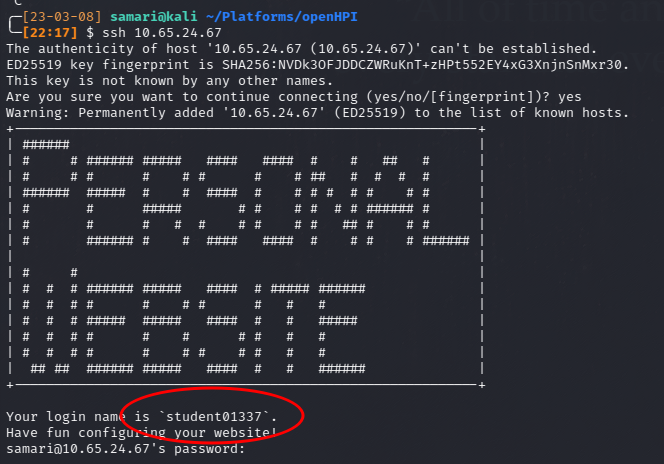 [23-03-08] samari@kali ~/Platforms/openHPI
[22:17] $ ssh 10.65.24.67
The authenticity of host '10.65.24.67 (10.65.24.67)' can't be established.
ED25519 key fingerprint is SHA256:NVDk3OFJDDCZWRuKnT+zHPt552EY4xG3XnjnSnMxr30.
This key is not known by any other names.
Are you sure you want to continue connecting (yes/no/[fingerprint])? yes
Warning: Permanently added '10.65.24.67' (ED25519) to the list of known hosts.
PERSONAL
WEBSITE
Your login name is `student01337`.
Have fun configuring your website!
samari@10.65.24.67's password: